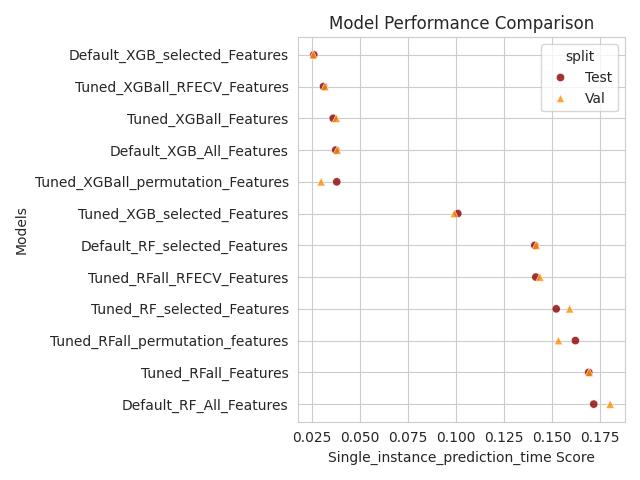 Model Performance Comparison
split
Test
Val
Models
Default_XGB_selected_Features
Tuned_XGBall_RFECV_Features
Tuned_XGBall_Features
Default_XGB_All_Features
Tuned_XGBall_permutation_Features
Tuned_XGB_selected_Features
Default_RF_selected_Features
Tuned_RFall_RFECV_Features
Tuned_RF_selected_Features
Tuned_RFall_permutation_features
Tuned_RFall_Features
Default_RF_All_Features
0.025 0.050 0.075 0.100 0.125 0.150 0.175
Single_instance_prediction_time Score